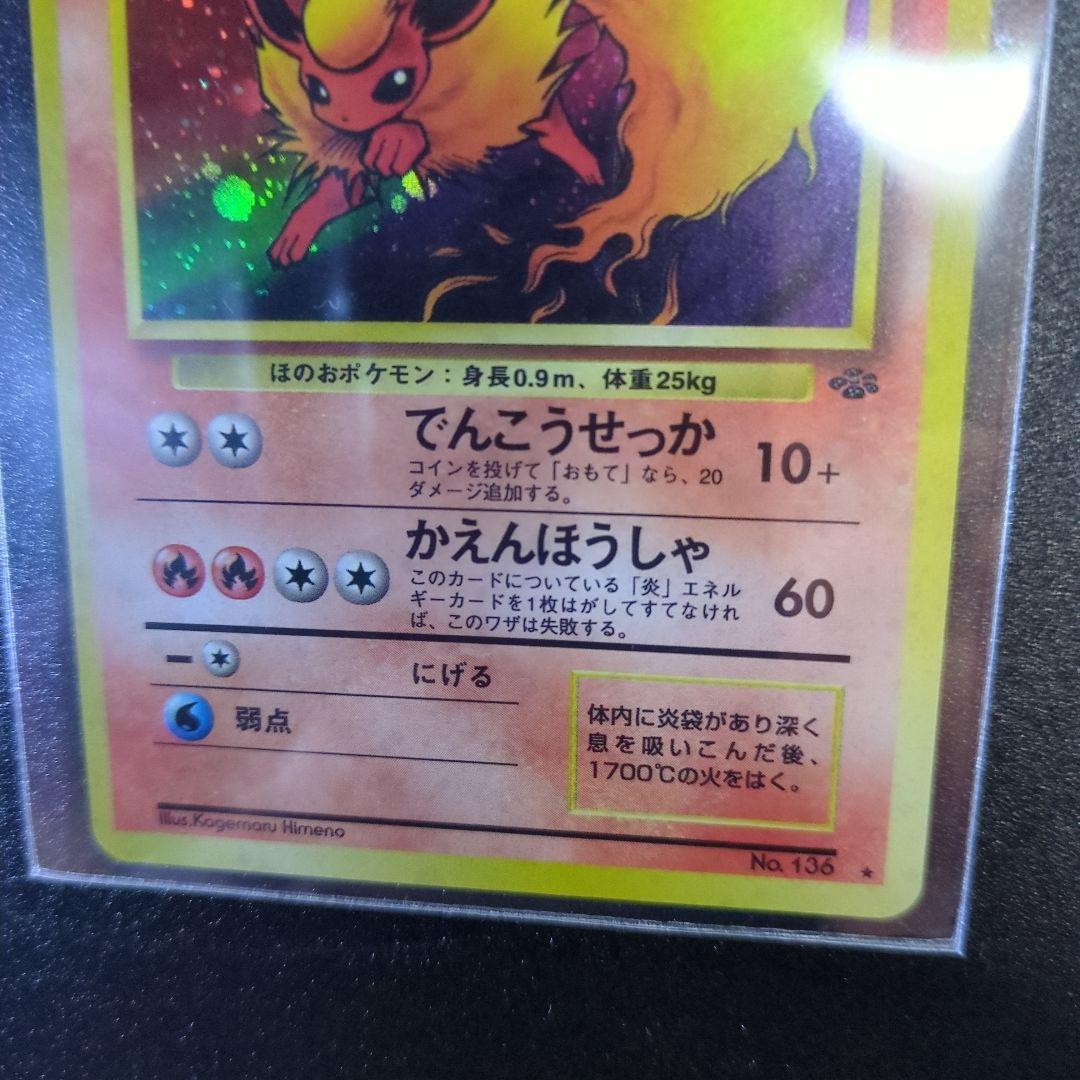 ほのおポケモン：身長0.9m、体重25kg
でんこうせっか 10+
コインを投げて「おもて」なら、20
ダメージ追加する。
かえんほうしゃ 60
このカードについている「炎」エネル
ギーカードを1枚はがしてすてなけれ
ば、このワザは失敗する。
にげる
弱点
体内に炎袋があり深く
息を吸いこんだ後、
1700℃の火をはく。
Illus.Kagemaru Himeno
No. 136 ★